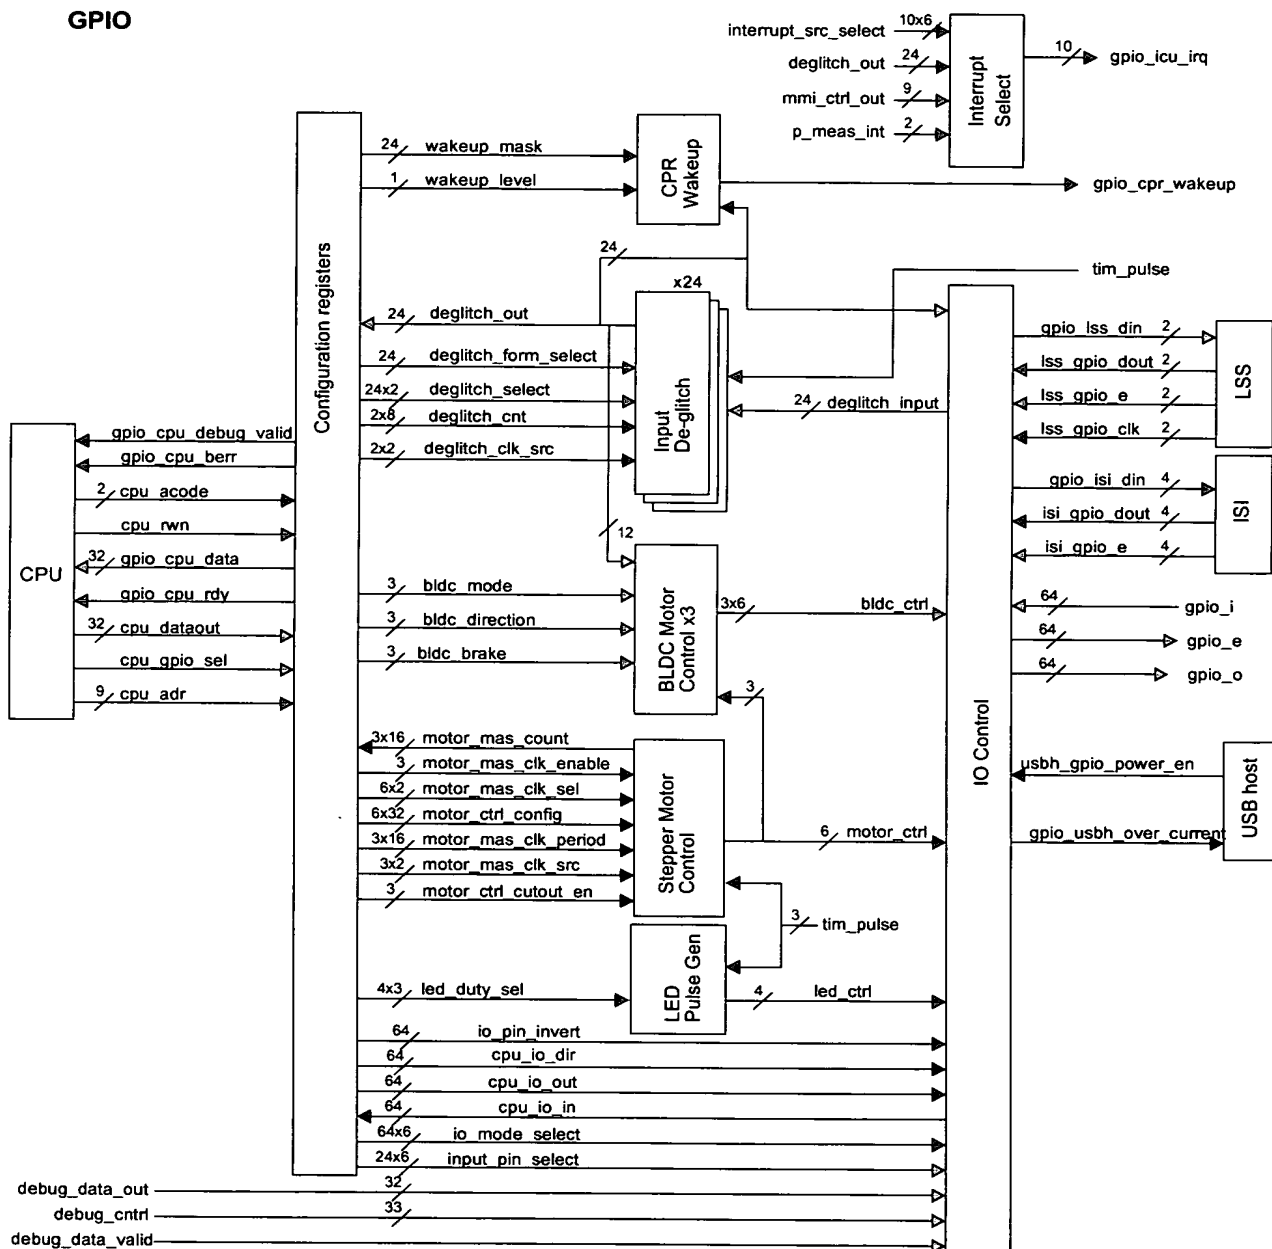 GPIO
interrupt_src_select 10x6
deglitch_out 24
mmi_ctrl_out 9
p_meas_int 2
Interrupt Select
10 gpio_icu_irq
Configuration registers
24 wakeup_mask
1 wakeup_level
CPR Wakeup
gpio_cpr_wakeup
24
tim_pulse
x24
24 deglitch_out
24 deglitch_form_select
24x2 deglitch_select
2x8 deglitch_cnt
2x2 deglitch_clk_src
Input De-glitch
24 deglitch_input
12
CPU
gpio_cpu_debug_valid
gpio_cpu_berr
2 cpu_acode
cpu_rwn
32 gpio_cpu_data
gpio_cpu_rdy
32 cpu_dataout
cpu_gpio_sel
9 cpu_adr
3 bldc_mode
3 bldc_direction
3 bldc_brake
BLDC Motor Control x3
3x6 bldc_ctrl
3
3x16 motor_mas_count
3 motor_mas_clk_enable
6x2 motor_mas_clk_sel
6x32 motor_ctrl_config
3x16 motor_mas_clk_period
3x2 motor_mas_clk_src
3 motor_ctrl_cutout_en
Stepper Motor Control
6 motor_ctrl
3 tim_pulse
4x3 led_duty_sel
LED Pulse Gen
4 led_ctrl
64 io_pin_invert
64 cpu_io_dir
64 cpu_io_out
64 cpu_io_in
64x6 io_mode_select
24x6 input_pin_select
debug_data_out 32
debug_cntrl 33
debug_data_valid
IO Control
gpio_lss_din 2
lss_gpio_dout 2
lss_gpio_e 2
lss_gpio_clk 2
LSS
gpio_isi_din 4
isi_gpio_dout 4
isi_gpio_e 4
ISI
64 gpio_i
64 gpio_e
64 gpio_o
usbh_gpio_power_en
gpio_usbh_over_current
USB host